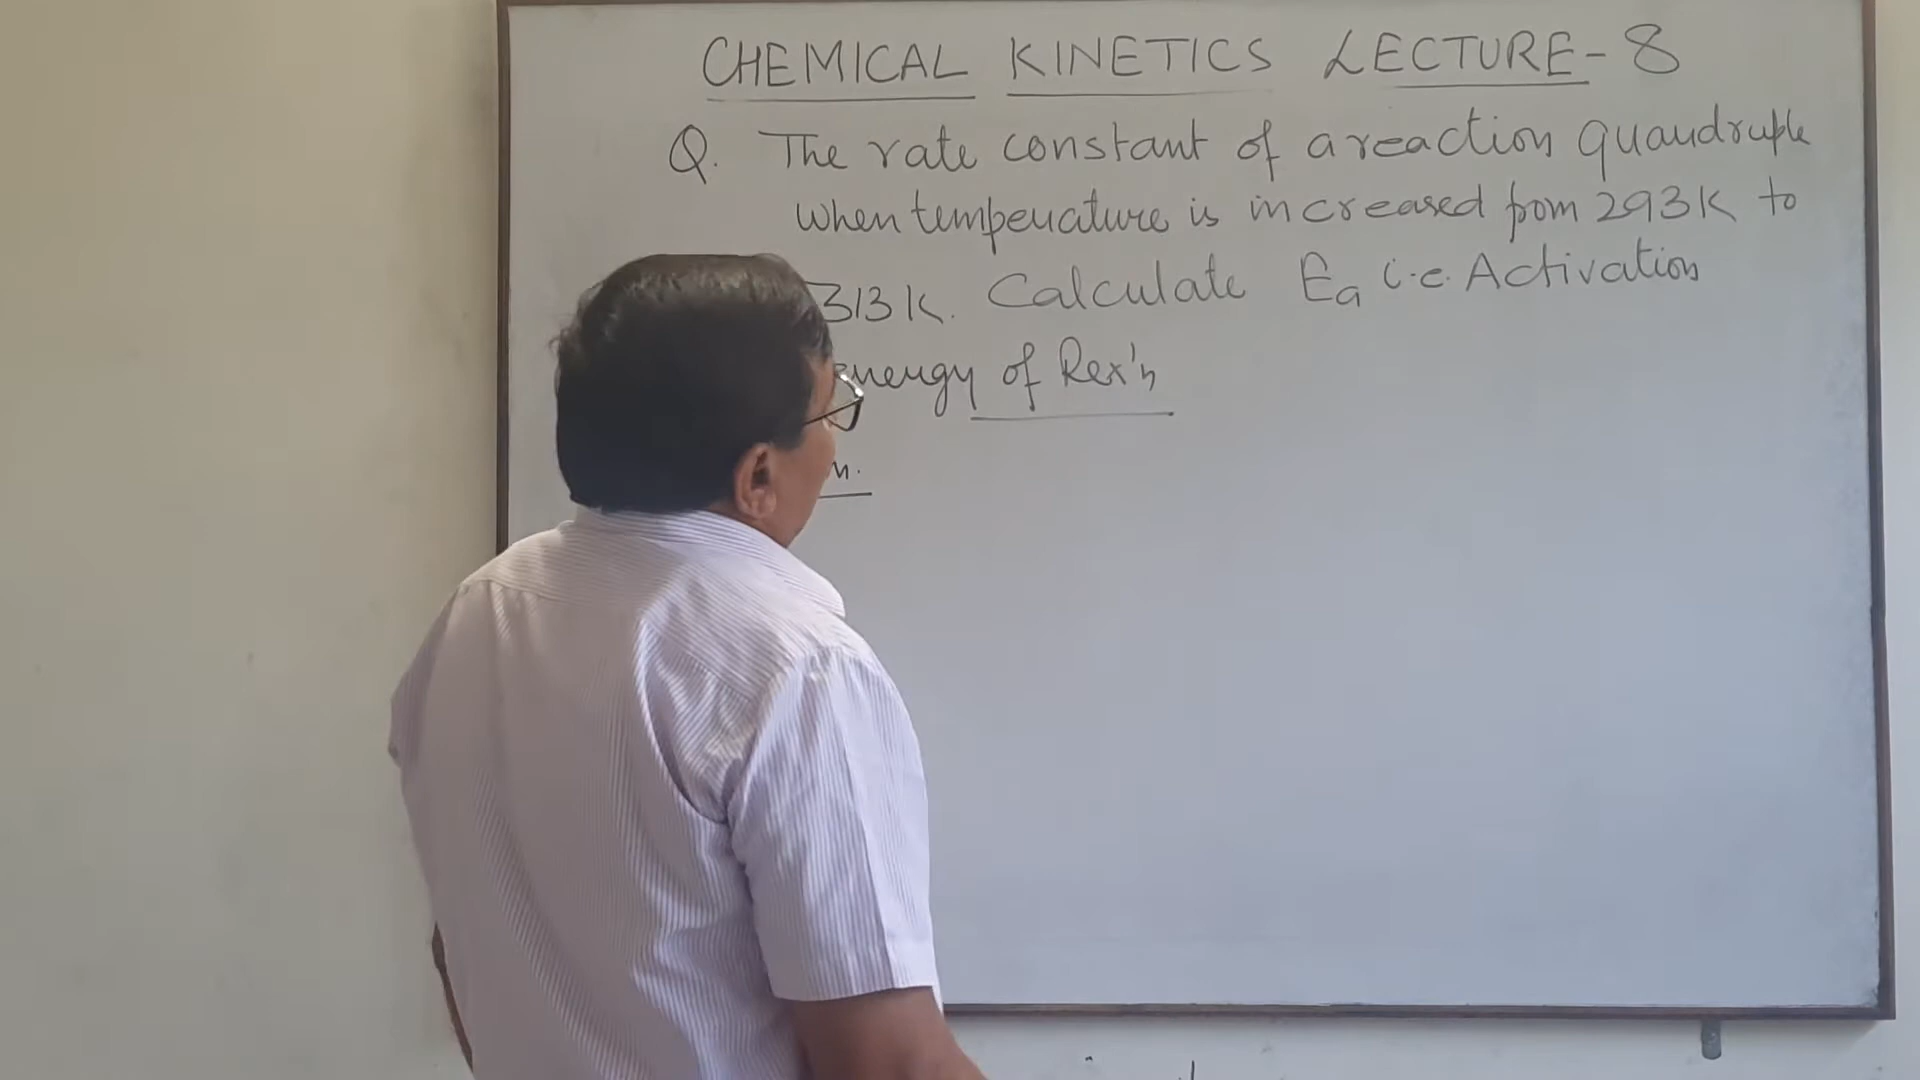 CHEMICAL KINETICS LECTURE-8
Q. The rate constant of a reaction quaudruple
when temperature is increased from 293K to
313K. Calculate Ea i.e. Activation
energy of Rex'n